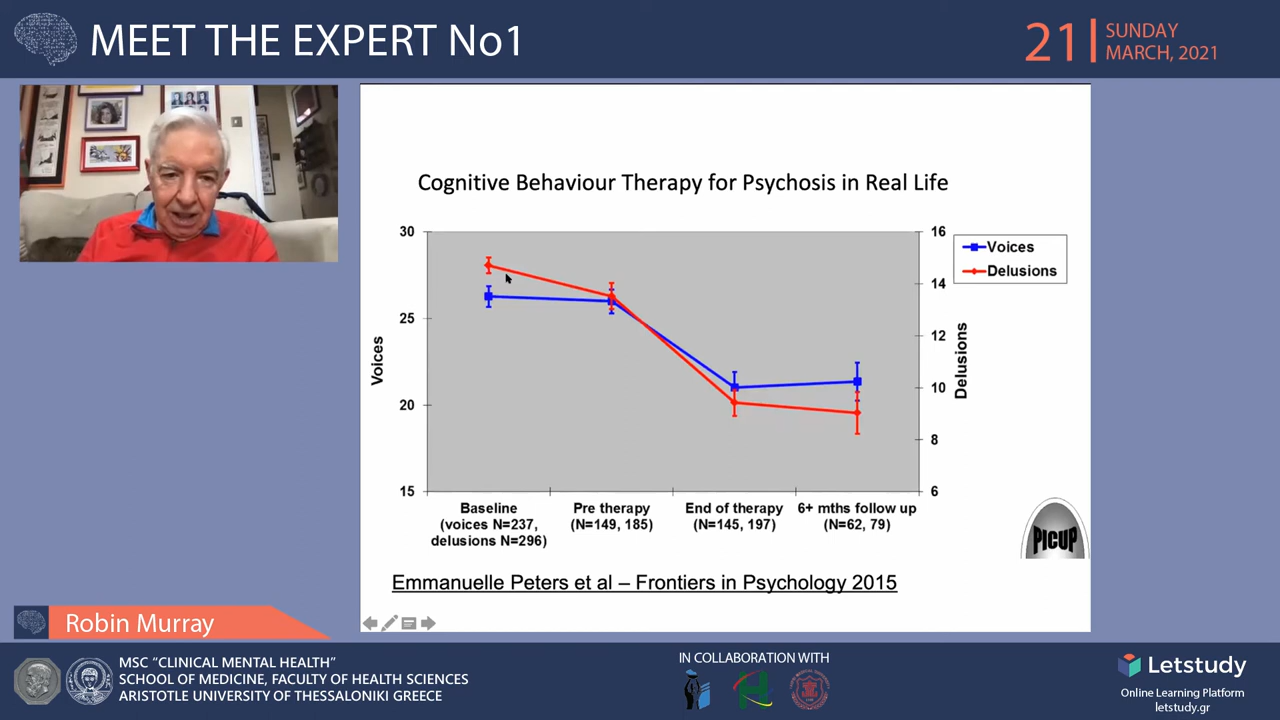 MEET THE EXPERT No1
21
SUNDAY
MARCH, 2021
Cognitive Behaviour Therapy for Psychosis in Real Life
30
25
20
15
Voices
16
14
12
10
8
6
Delusions
Voices
Delusions
Baseline
(voices N=237,
delusions N=296)
Pre therapy
(N=149, 185)
End of therapy
(N=145, 197)
6+ mths follow up
(N=62, 79)
PICUP
Emmanuelle Peters et al – Frontiers in Psychology 2015
Robin Murray
MSC “CLINICAL MENTAL HEALTH”
SCHOOL OF MEDICINE, FACULTY OF HEALTH SCIENCES
ARISTOTLE UNIVERSITY OF THESSALONIKI GREECE
IN COLLABORATION WITH
Letstudy
Online Learning Platform
letstudy.gr